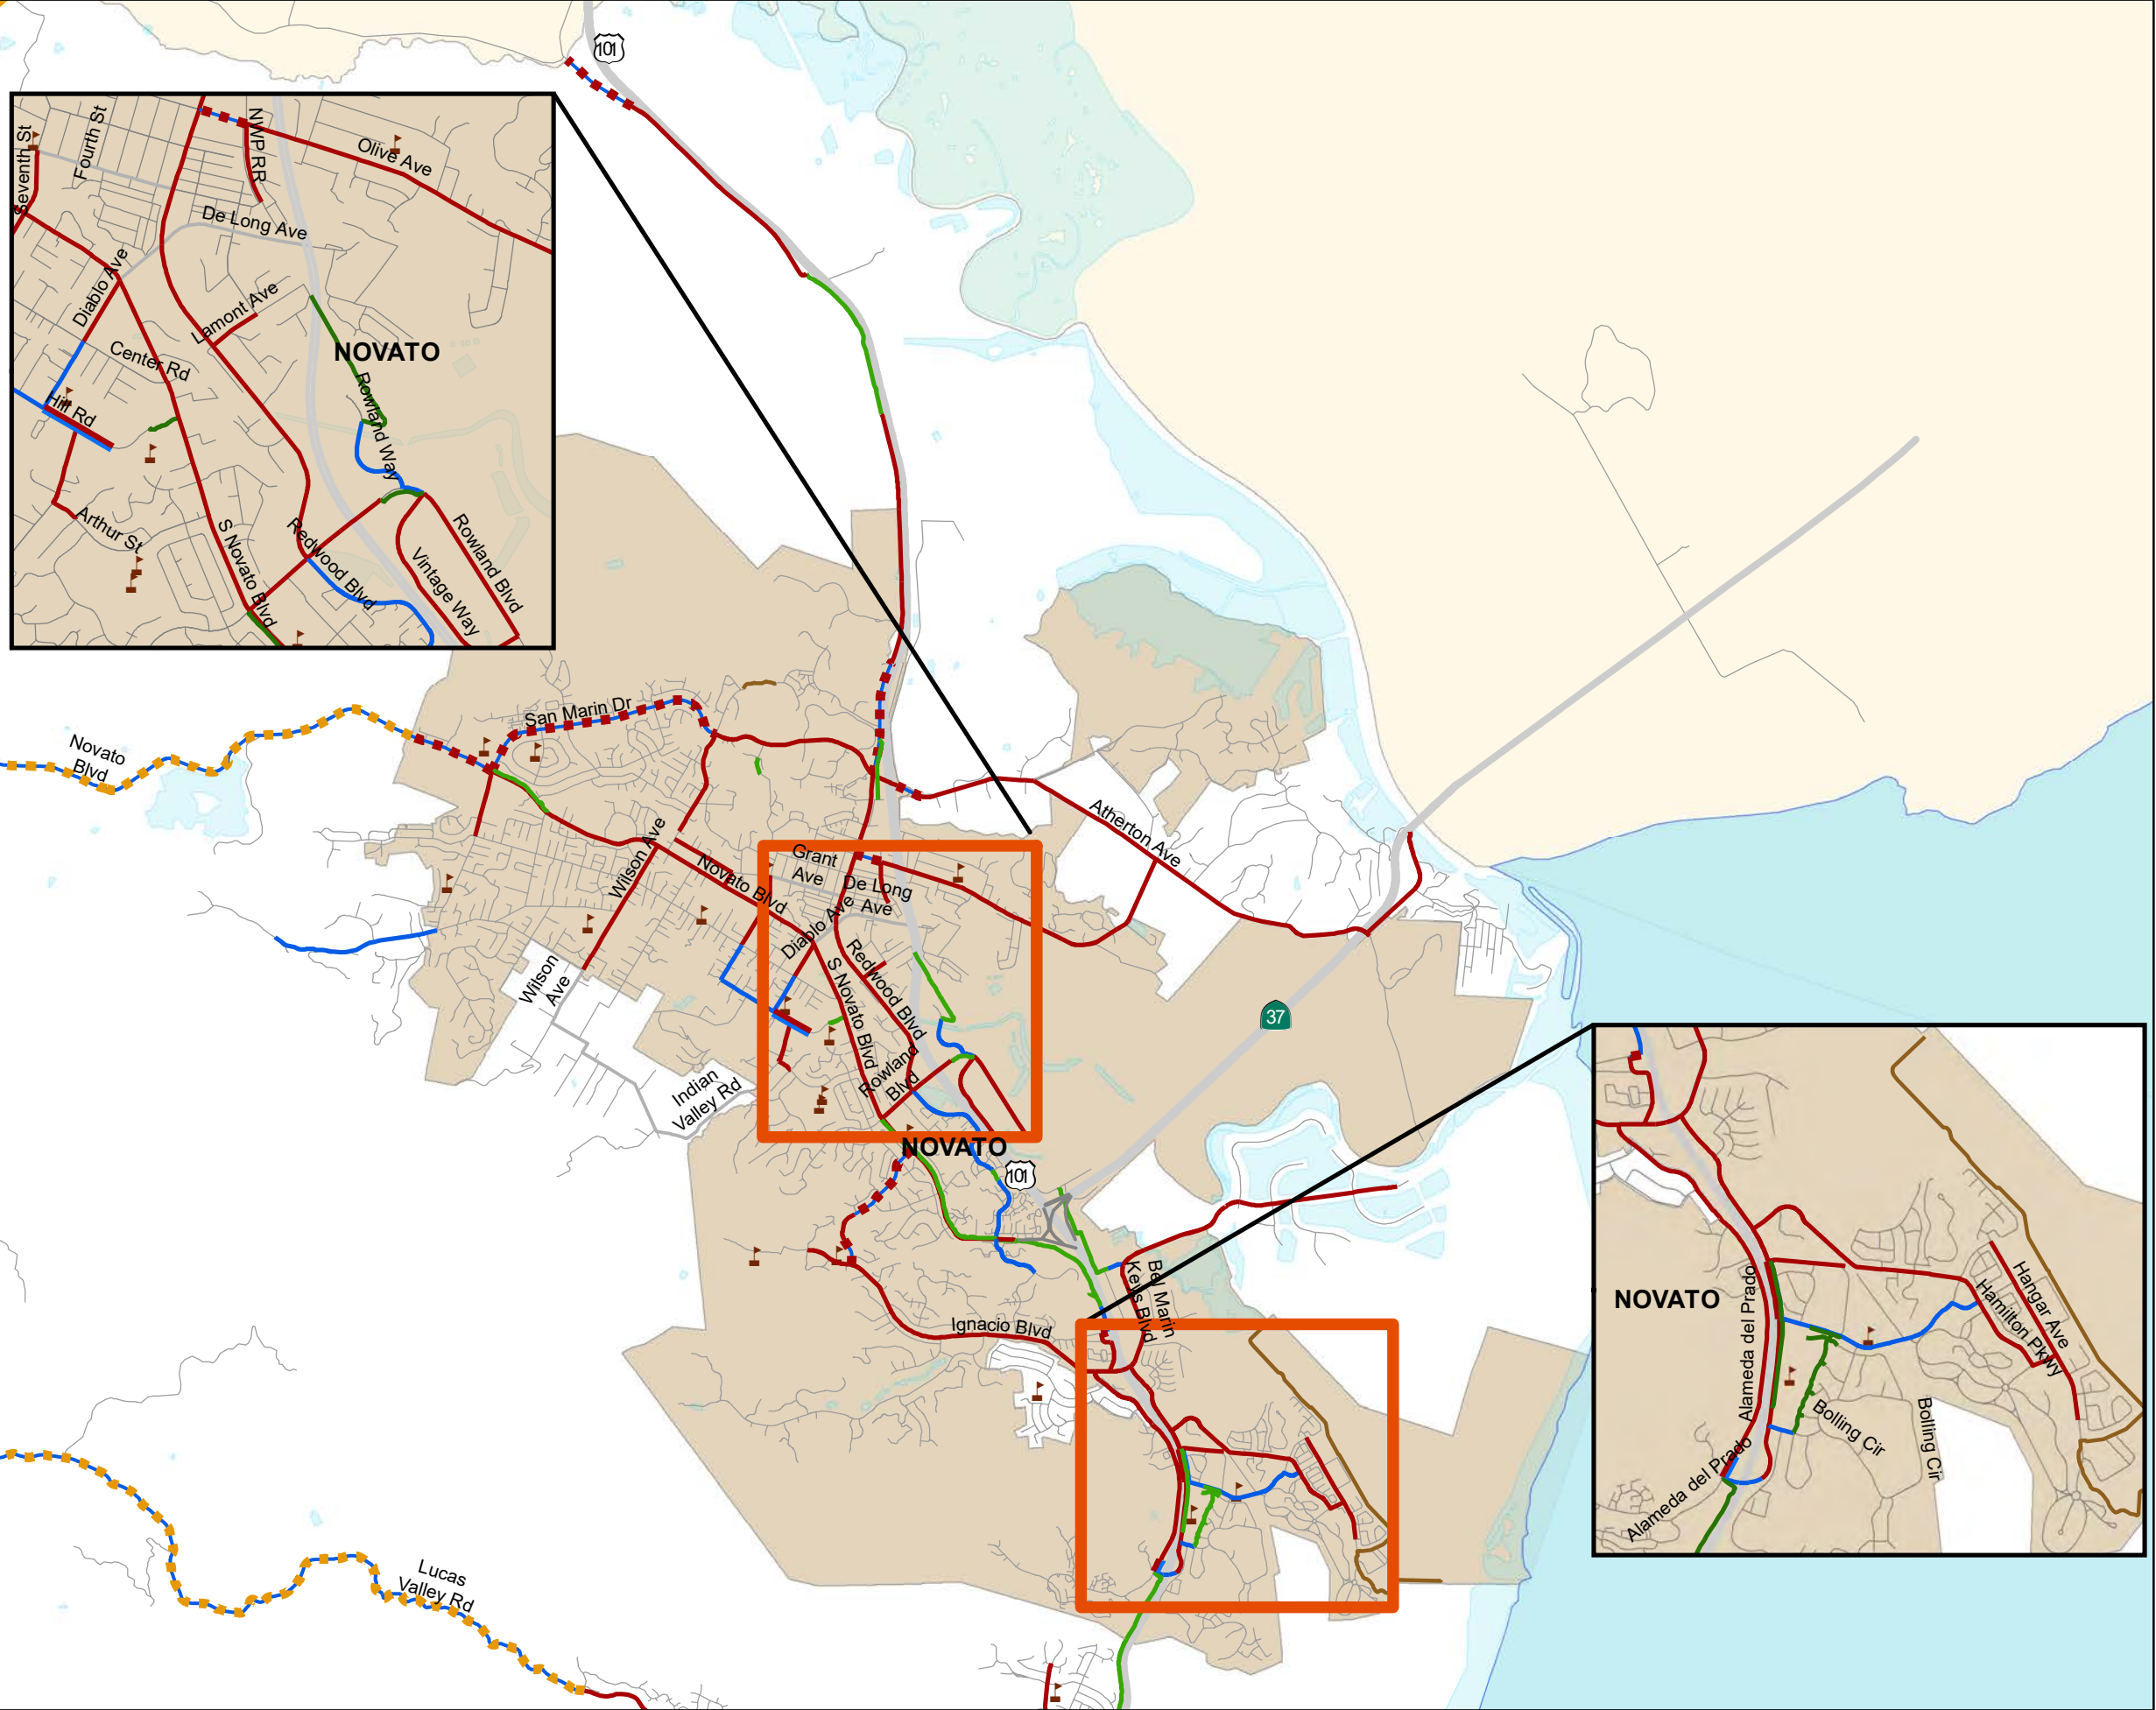 101
Seventh St
Fourth St
NWP RR
Olive Ave
De Long Ave
Diablo Ave
Lamont Ave
Center Rd
NOVATO
Rowland Way
Hill Rd
Arthur St
S Novato Blvd
Redwood Blvd
Vintage Way
Rowland Blvd
San Marin Dr
Novato
Blvd
Atherton Ave
Wilson Ave
Novato Blvd
Grant
Ave
De Long
Ave
Diablo Ave
Redwood Blvd
S Novato Blvd
Wilson
Ave
37
Rowland
Blvd
Indian
Valley Rd
NOVATO
101
Bel Marin
Keys Blvd
Ignacio Blvd
NOVATO
Alameda del Prado
Hangar Ave
Hamilton Pkwy
Bolling Cir
Bolling Cir
Alameda del Prado
Lucas
Valley Rd